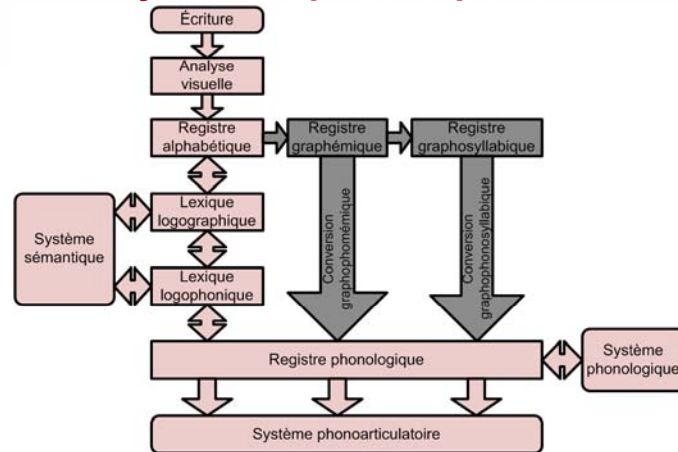 Écriture
Analyse
visuelle
Registre
alphabétique
Registre
graphémique
Registre
graphosyllabique
Lexique
logographique
Système
sémantique
Lexique
logophonique
Conversion
graphophomémique
Conversion
graphophonosyllabique
Registre phonologique
Système
phonologique
Système phonoarticulatoire